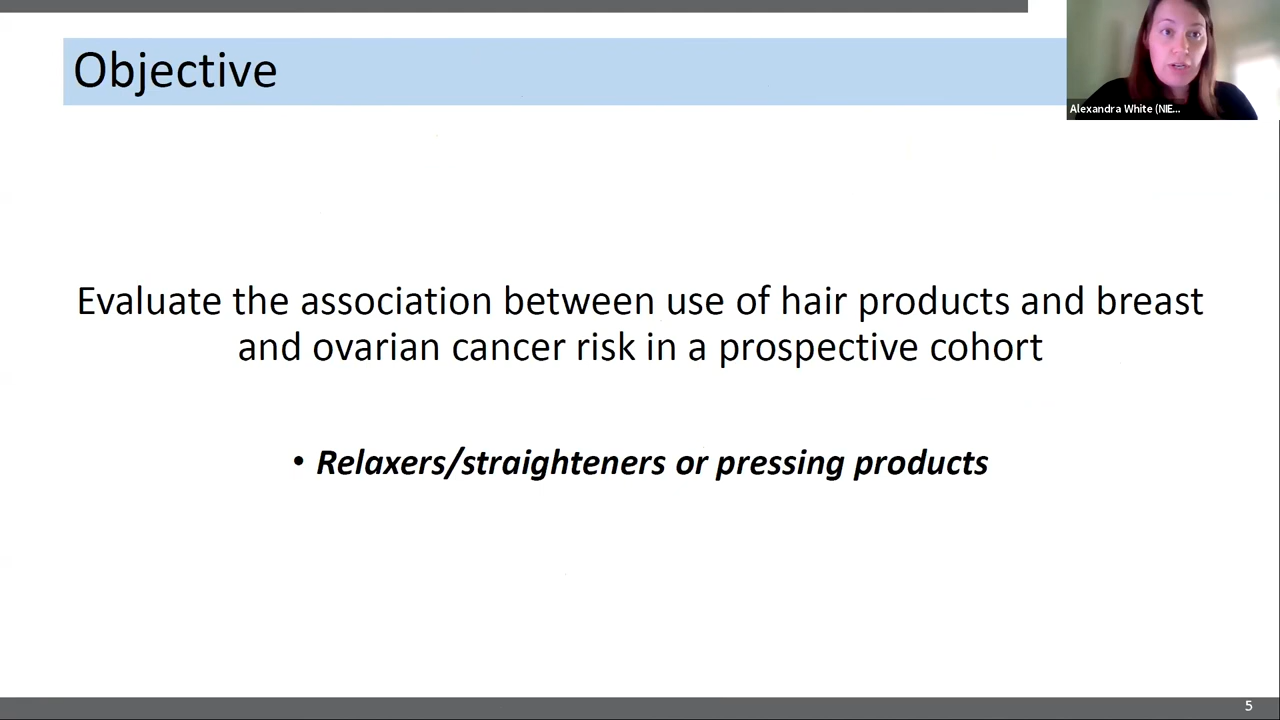 Objective
Alexandra White (NIE...
Evaluate the association between use of hair products and breast
and ovarian cancer risk in a prospective cohort
• Relaxers/straighteners or pressing products
5